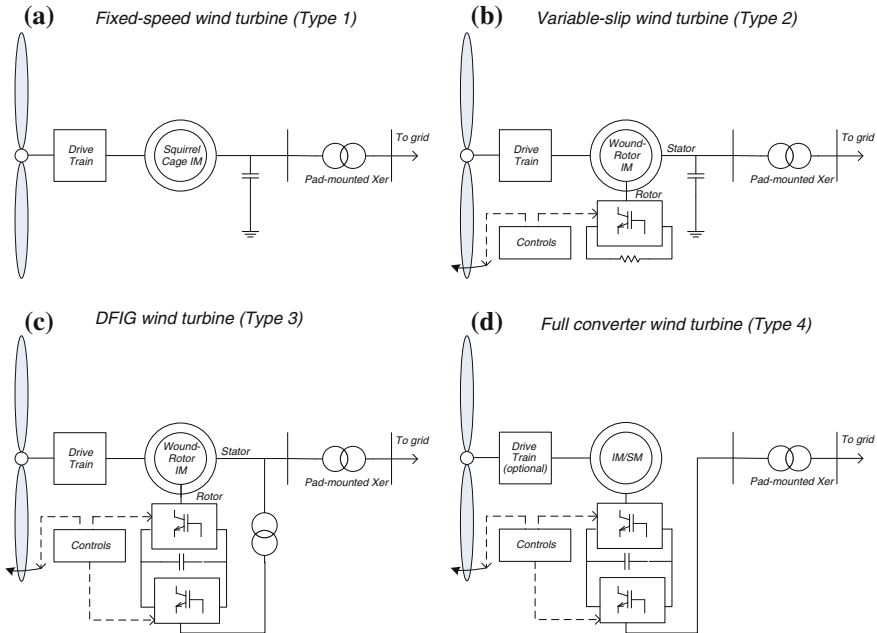 (a) Fixed-speed wind turbine (Type 1)
Drive
Train
Squirrel
Cage IM
To grid
Pad-mounted Xer
(b) Variable-slip wind turbine (Type 2)
Drive
Train
Wound-
Rotor
IM
Stator
To grid
Pad-mounted Xer
Rotor
Controls
(c) DFIG wind turbine (Type 3)
Drive
Train
Wound-
Rotor
IM
Stator
To grid
Pad-mounted Xer
Rotor
Controls
(d) Full converter wind turbine (Type 4)
Drive
Train
(optional)
IM/SM
To grid
Pad-mounted Xer
Controls